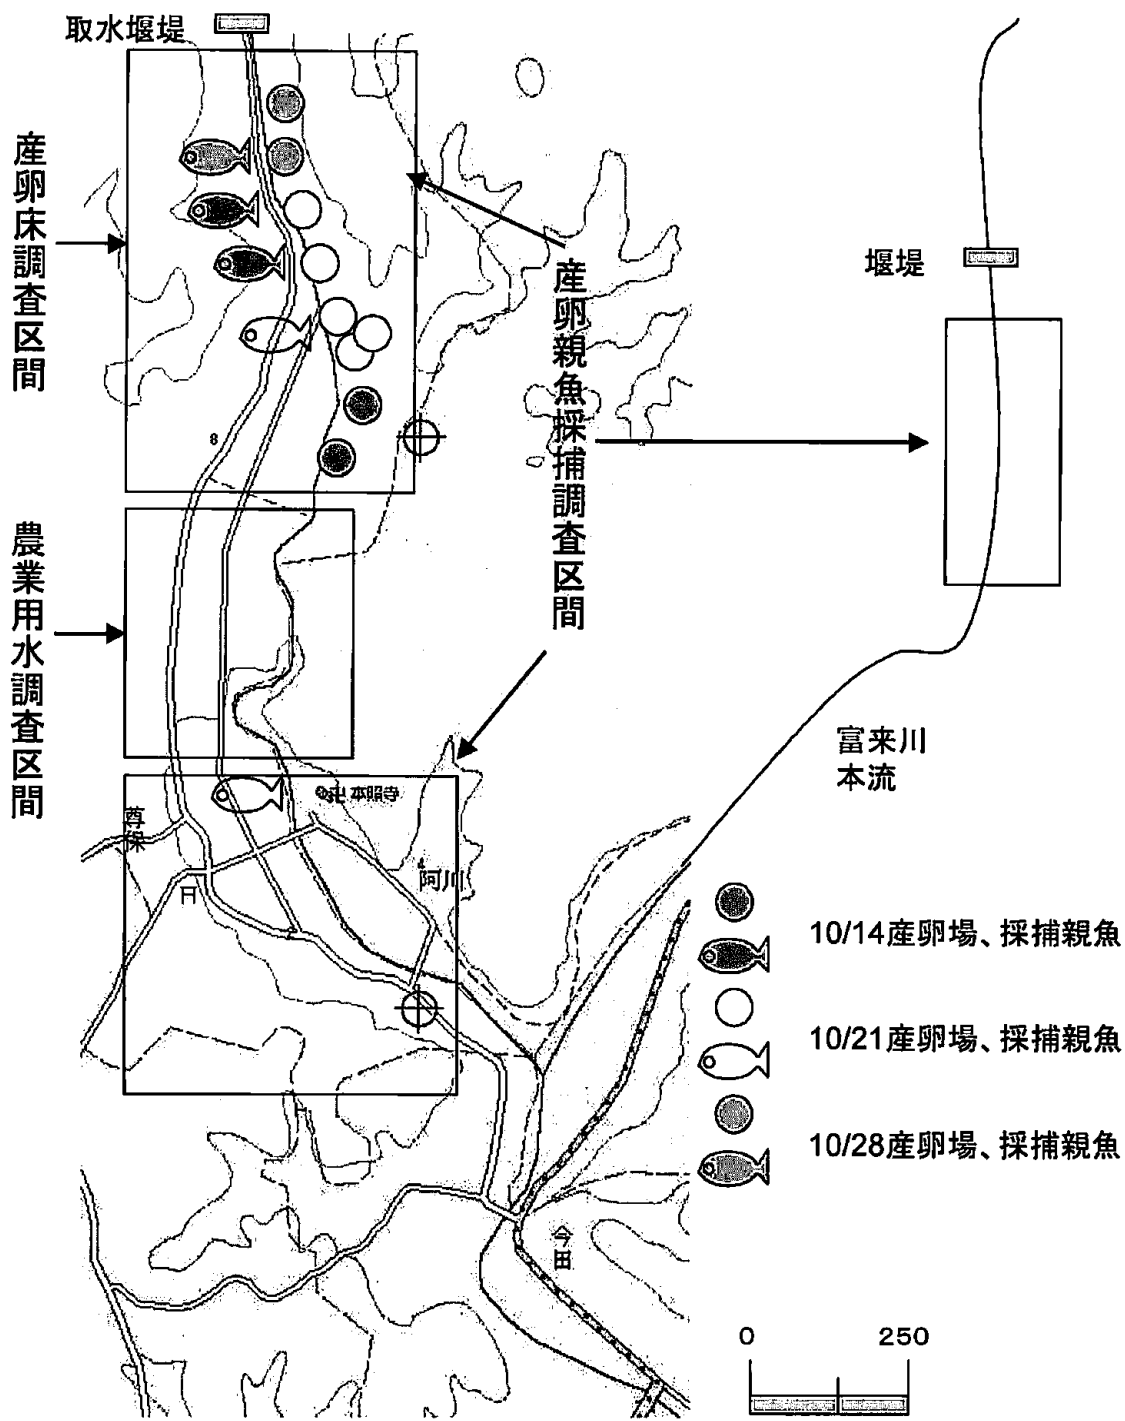 取水堰堤
産卵床調査区間
堰堤
産卵親魚採捕調査区間
8
農業用水調査区間
富来川
本流
本照寺
尊保
阿川
10/14産卵場、採捕親魚
10/21産卵場、採捕親魚
10/28産卵場、採捕親魚
今田
0 250